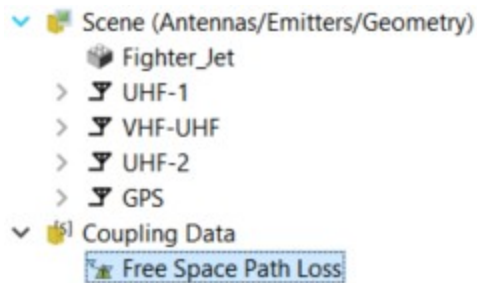 Scene (Antennas/Emitters/Geometry)
Fighter_Jet
UHF-1
VHF-UHF
UHF-2
GPS
[S] Coupling Data
Free Space Path Loss